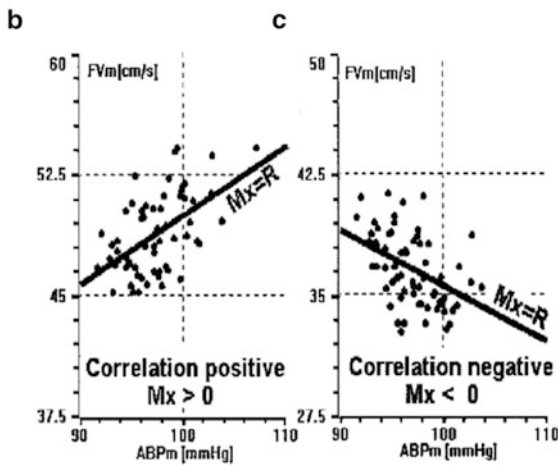 b
60
FVm[cm/s]
52.5
Mx=R
45
Correlation positive
Mx > 0
37.5
90
100
110
ABPm [mmHg]
c
50
FVm[cm/s]
42.5
35
Mx=R
Correlation negative
Mx < 0
27.5
90
100
110
ABPm [mmHg]